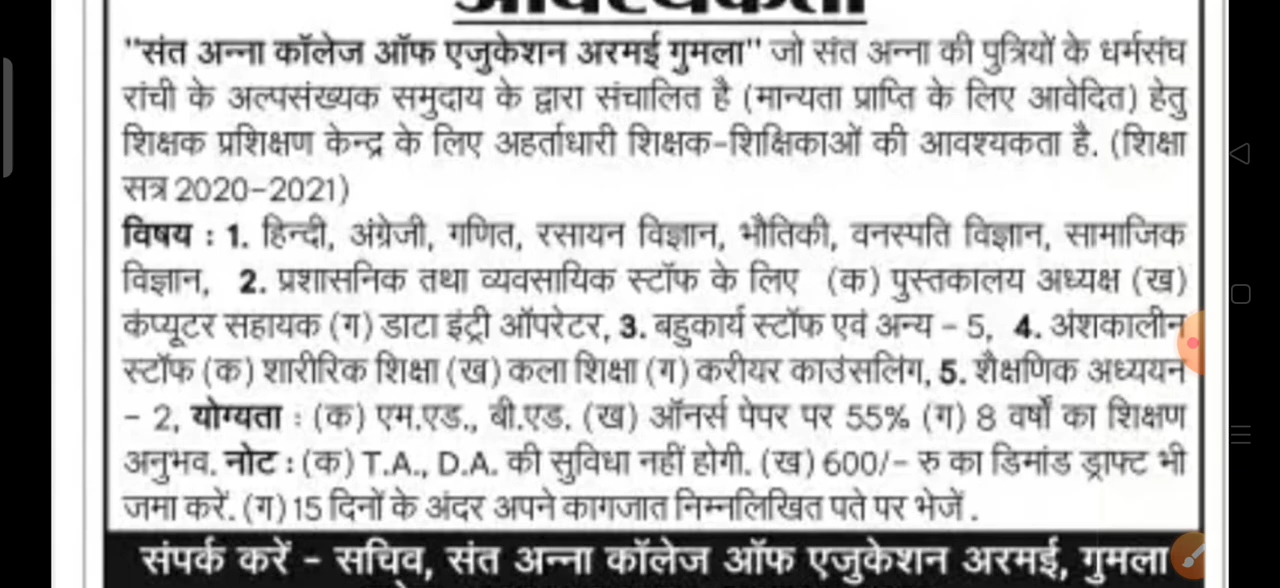 आवश्यकता
"संत अन्ना कॉलेज ऑफ एजुकेशन अरमई गुमला" जो संत अन्ना की पुत्रियों के धर्मसंघ
रांची के अल्पसंख्यक समुदाय के द्वारा संचालित है (मान्यता प्राप्ति के लिए आवेदित) हेतु
शिक्षक प्रशिक्षण केन्द्र के लिए अहर्ताधारी शिक्षक-शिक्षिकाओं की आवश्यकता है. (शिक्षा
सत्र 2020-2021)
विषय : 1. हिन्दी, अंग्रेजी, गणित, रसायन विज्ञान, भौतिकी, वनस्पति विज्ञान, सामाजिक
विज्ञान, 2. प्रशासनिक तथा व्यवसायिक स्टॉफ के लिए (क) पुस्तकालय अध्यक्ष (ख)
कंप्यूटर सहायक (ग) डाटा इंट्री ऑपरेटर, 3. बहुकार्य स्टॉफ एवं अन्य - 5, 4. अंशकालीन
स्टॉफ (क) शारीरिक शिक्षा (ख) कला शिक्षा (ग) करीयर काउंसलिंग, 5. शैक्षणिक अध्ययन
- 2, योग्यता : (क) एम.एड., बी.एड. (ख) ऑनर्स पेपर पर 55% (ग) 8 वर्षों का शिक्षण
अनुभव. नोट : (क) T.A., D.A. की सुविधा नहीं होगी. (ख) 600/- रु का डिमांड ड्राफ्ट भी
जमा करें. (ग) 15 दिनों के अंदर अपने कागजात निम्नलिखित पते पर भेजें .
संपर्क करें - सचिव, संत अन्ना कॉलेज ऑफ एजुकेशन अरमई, गुमला